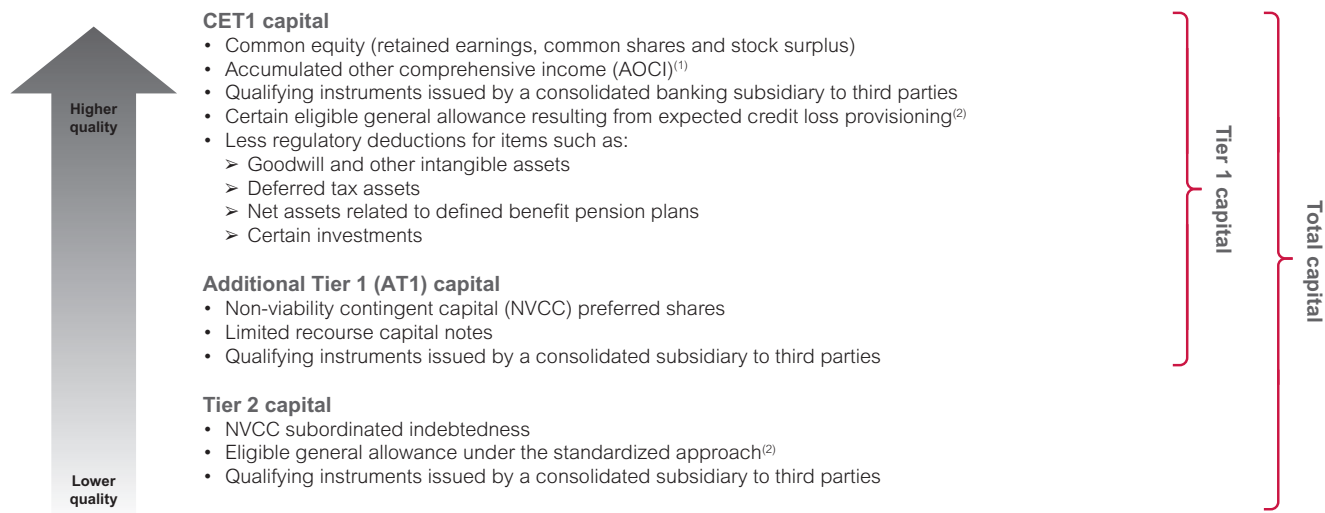 CET1 capital
• Common equity (retained earnings, common shares and stock surplus)
• Accumulated other comprehensive income (AOCI)(1)
• Qualifying instruments issued by a consolidated banking subsidiary to third parties
• Certain eligible general allowance resulting from expected credit loss provisioning(2)
• Less regulatory deductions for items such as:
➢ Goodwill and other intangible assets
➢ Deferred tax assets
➢ Net assets related to defined benefit pension plans
➢ Certain investments
Additional Tier 1 (AT1) capital
• Non-viability contingent capital (NVCC) preferred shares
• Limited recourse capital notes
• Qualifying instruments issued by a consolidated subsidiary to third parties
Tier 2 capital
• NVCC subordinated indebtedness
• Eligible general allowance under the standardized approach(2)
• Qualifying instruments issued by a consolidated subsidiary to third parties
Higher
quality
Lower
quality
Tier 1 capital
Total capital